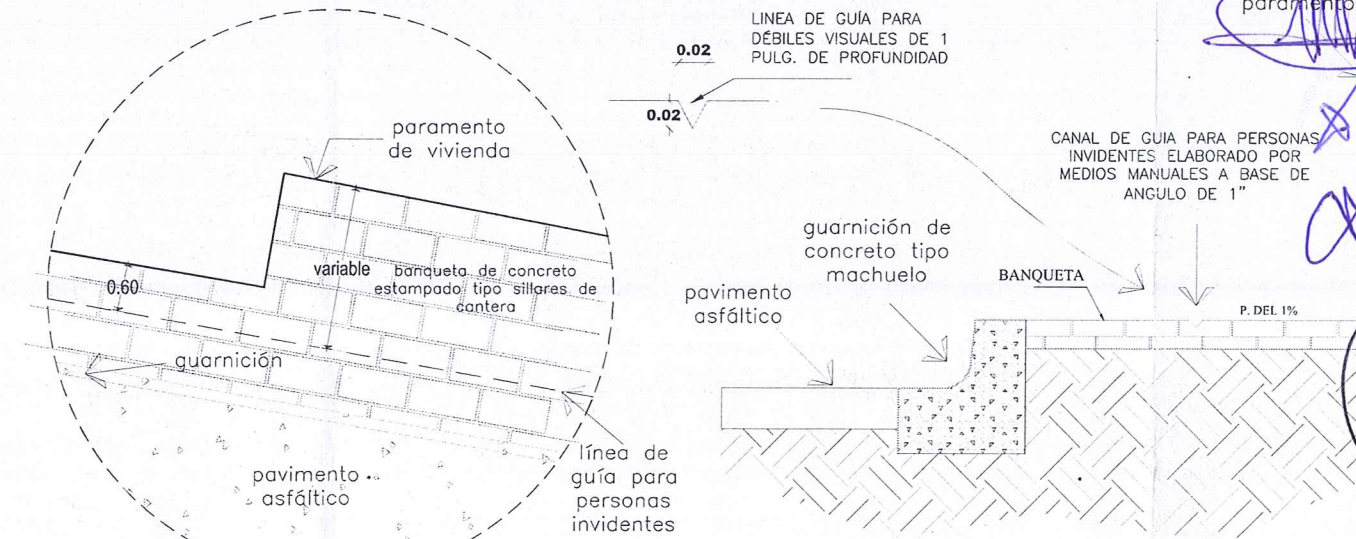 paramento
LINEA DE GUÍA PARA
DÉBILES VISUALES DE 1
PULG. DE PROFUNDIDAD
0.02
0.02
paramento
de vivienda
CANAL DE GUIA PARA PERSONAS
INVIDENTES ELABORADO POR
MEDIOS MANUALES A BASE DE
ANGULO DE 1"
guarnición de
concreto tipo
machuelo
BANQUETA
P. DEL 1%
pavimento
asfáltico
variable
banqueta de concreto
estampado tipo sillares de
cantera
0.60
guarnición
pavimento
asfáltico
línea de
guía para
personas
invidentes